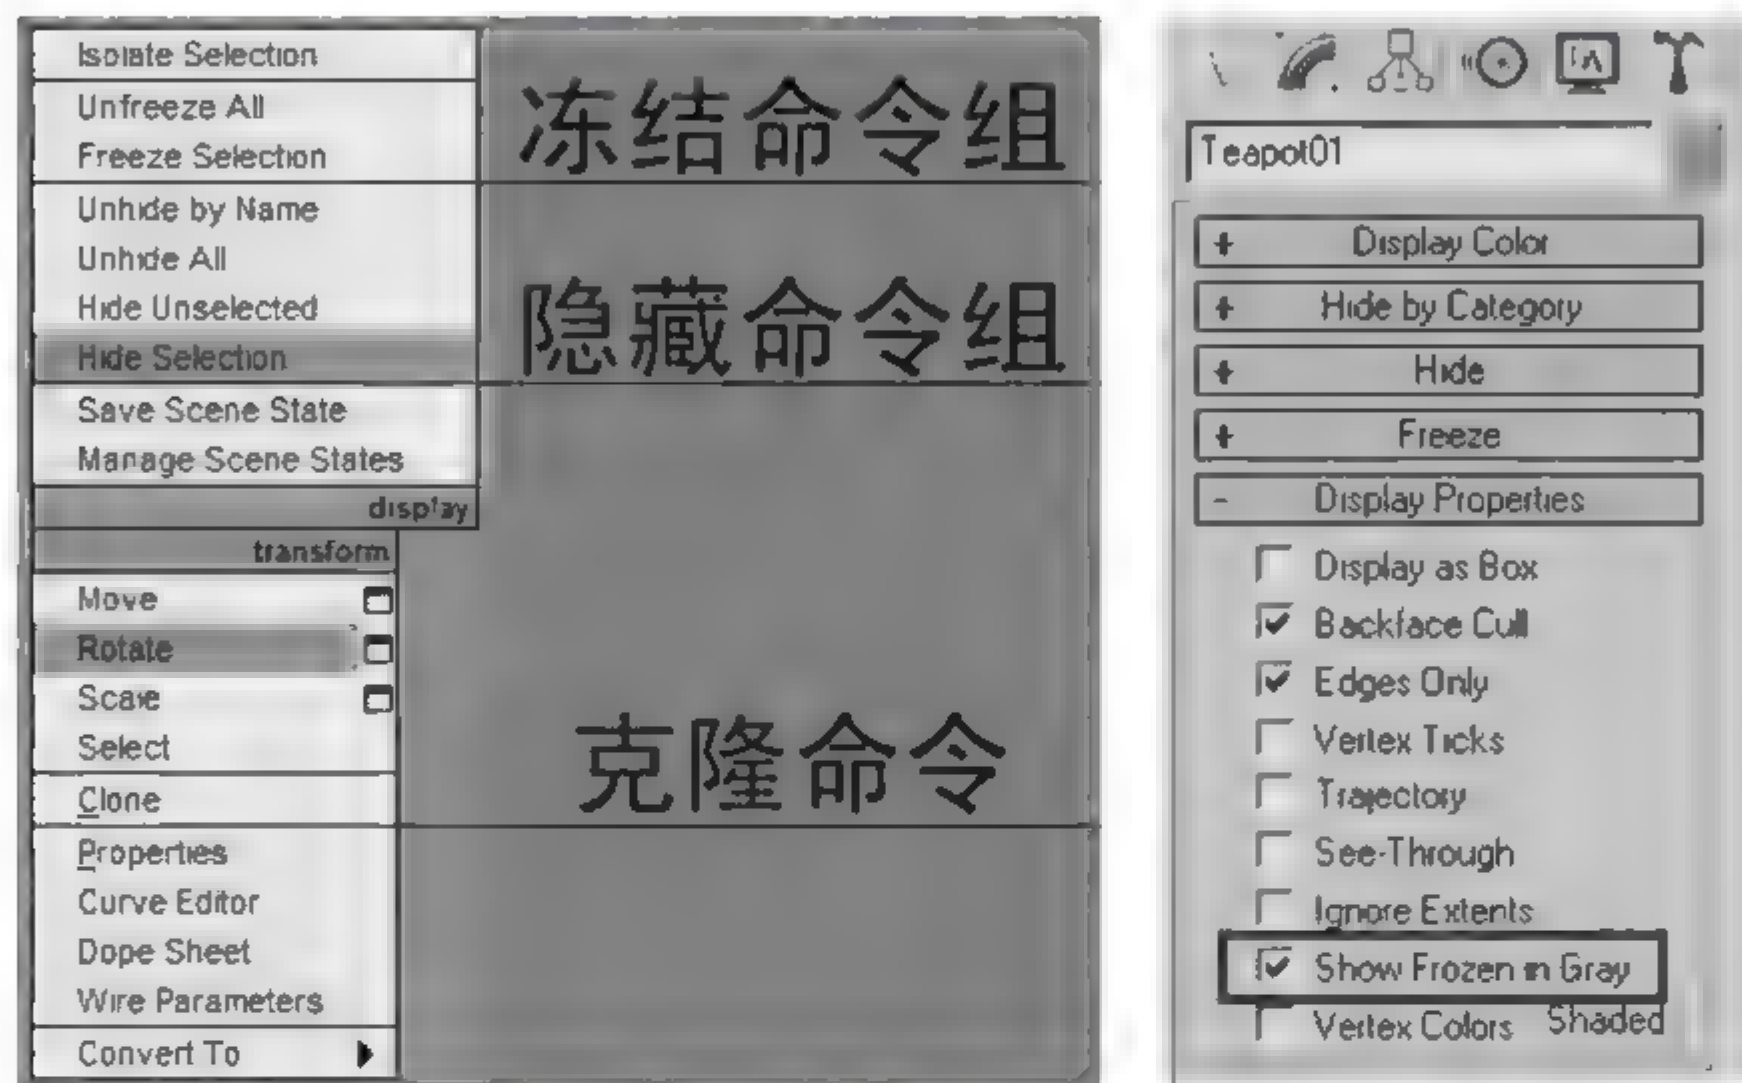 Isolate Selection
Unfreeze All
Freeze Selection
冻结命令组
Unhide by Name
Unhide All
Hide Unselected
Hide Selection
隐藏命令组
Save Scene State
Manage Scene States
display
transform
Move
Rotate
Scale
Select
Clone
克隆命令
Properties
Curve Editor
Dope Sheet
Wire Parameters
Convert To
Teapot01
+ Display Color
+ Hide by Category
+ Hide
+ Freeze
- Display Properties
Display as Box
Backface Cull
Edges Only
Vertex Ticks
Trajectory
See-Through
Ignore Extents
Show Frozen in Gray
Vertex Colors Shaded